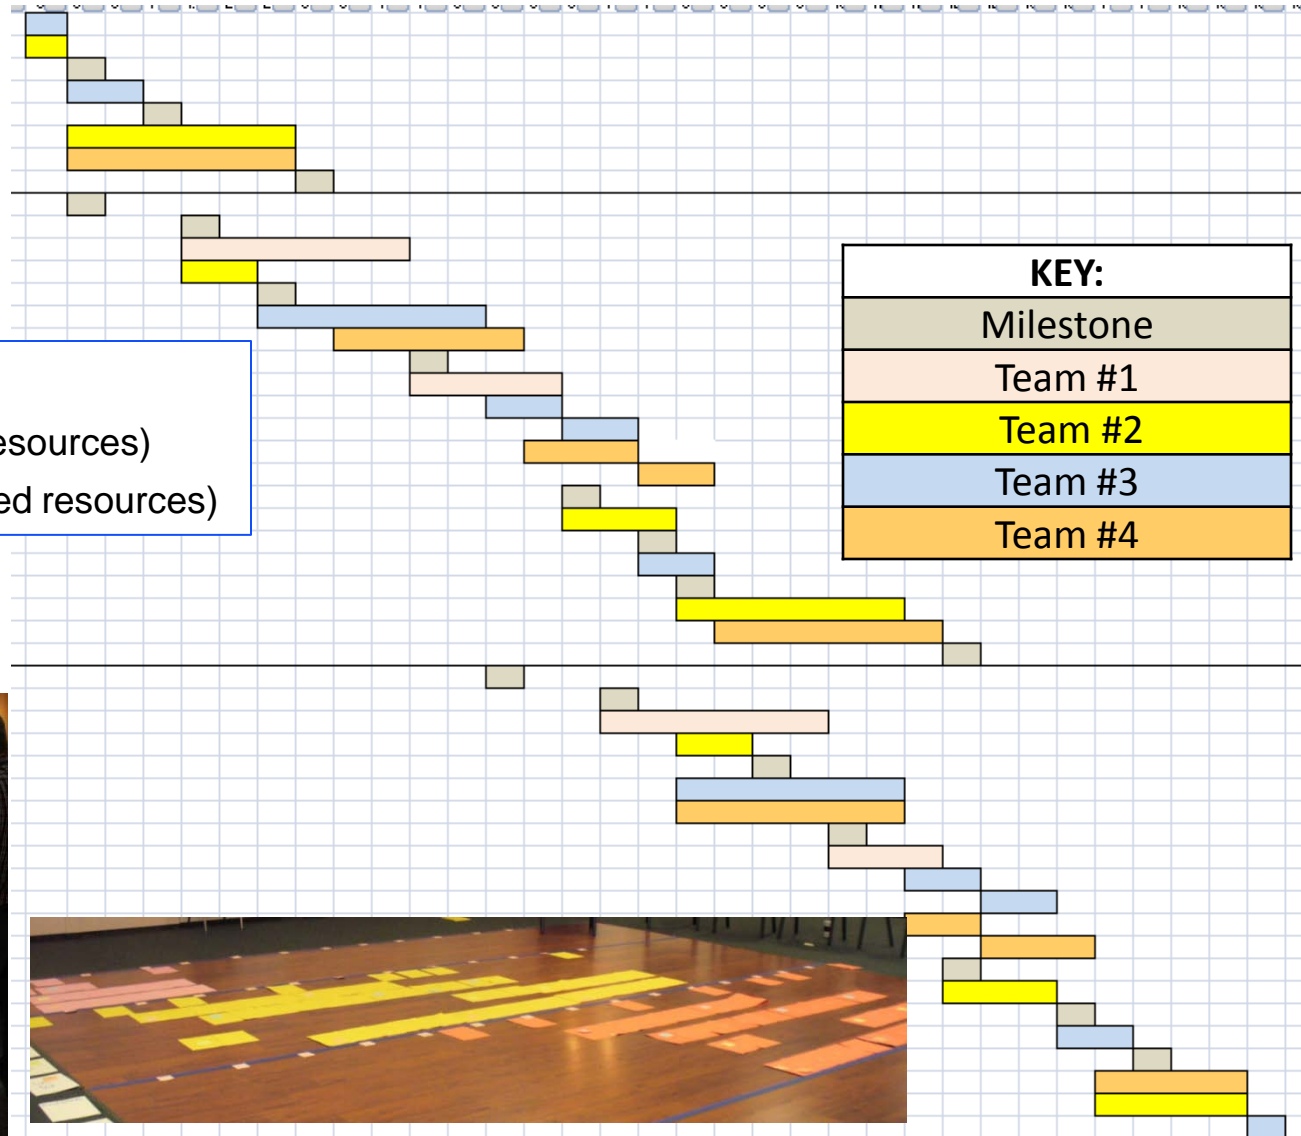 esources)
ed resources)
KEY:
Milestone
Team #1
Team #2
Team #3
Team #4